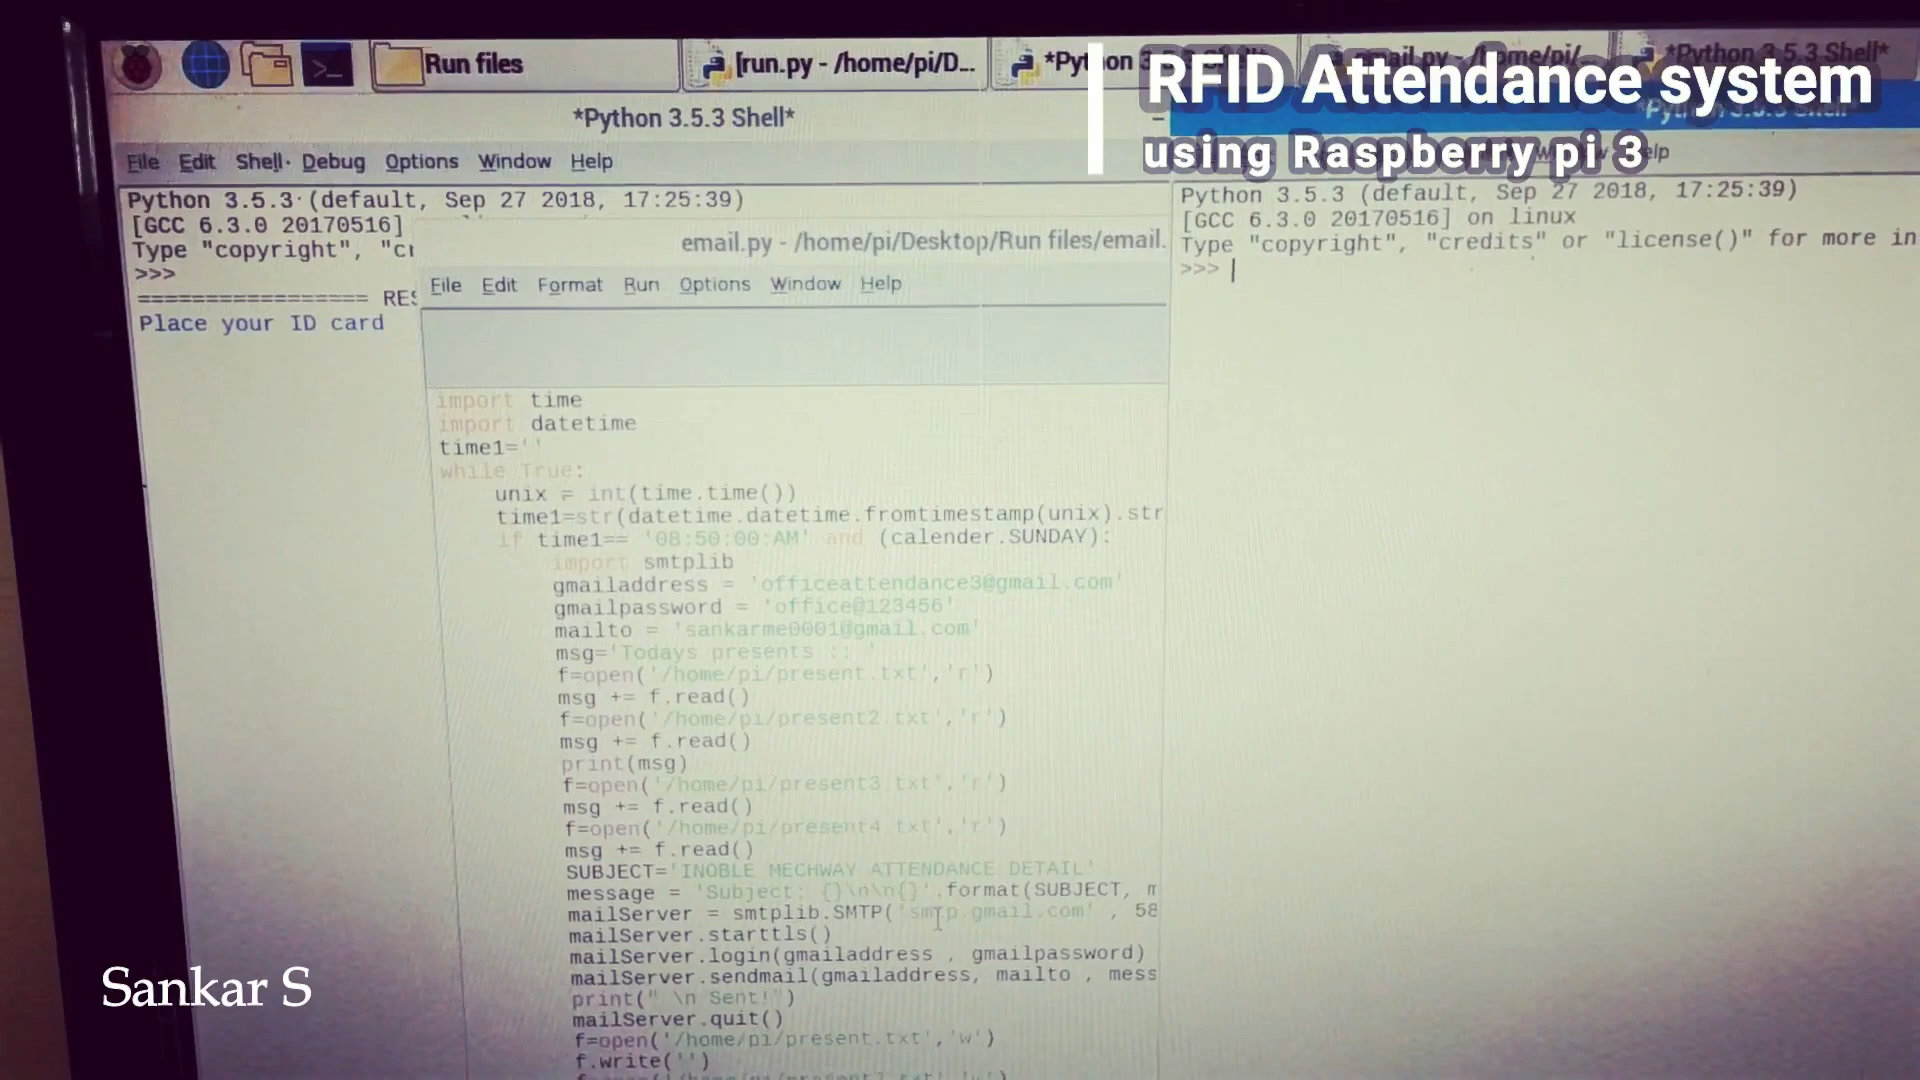 Run files
[run.py - /home/pi/D...
RFID Attendance system
using Raspberry pi 3
*Python 3.5.3 Shell*
*Python 3.5.3 Shell*
File Edit Shell Debug Options Window Help
Python 3.5.3 (default, Sep 27 2018, 17:25:39)
[GCC 6.3.0 20170516]
Type "copyright", "cr
>>>
================= RES
Place your ID card
email.py - /home/pi/Desktop/Run files/email.
File Edit Format Run Options Window Help
import time
import datetime
time1=''
while True:
unix = int(time.time())
time1=str(datetime.datetime.fromtimestamp(unix).str
if time1== '08:50:00:AM' and (calender.SUNDAY):
import smtplib
gmailaddress = 'officeattendance3@gmail.com'
gmailpassword = 'office@123456'
mailto = 'sankarme0001@gmail.com'
msg='Todays presents :: '
f=open('/home/pi/present.txt','r')
msg += f.read()
f=open('/home/pi/present2.txt','r')
msg += f.read()
print(msg)
f=open('/home/pi/present3.txt','r')
msg += f.read()
f=open('/home/pi/present4.txt','r')
msg += f.read()
SUBJECT='INOBLE MECHWAY ATTENDANCE DETAIL'
message = 'Subject: {}\n\n{}'.format(SUBJECT, m
mailServer = smtplib.SMTP('smtp.gmail.com' , 58
mailServer.starttls()
mailServer.login(gmailaddress , gmailpassword)
mailServer.sendmail(gmailaddress, mailto , mess
print(" \n Sent!")
mailServer.quit()
f=open('/home/pi/present.txt','w')
f.write('')
Python 3.5.3 (default, Sep 27 2018, 17:25:39)
[GCC 6.3.0 20170516] on linux
Type "copyright", "credits" or "license()" for more in
>>>
Sankar S